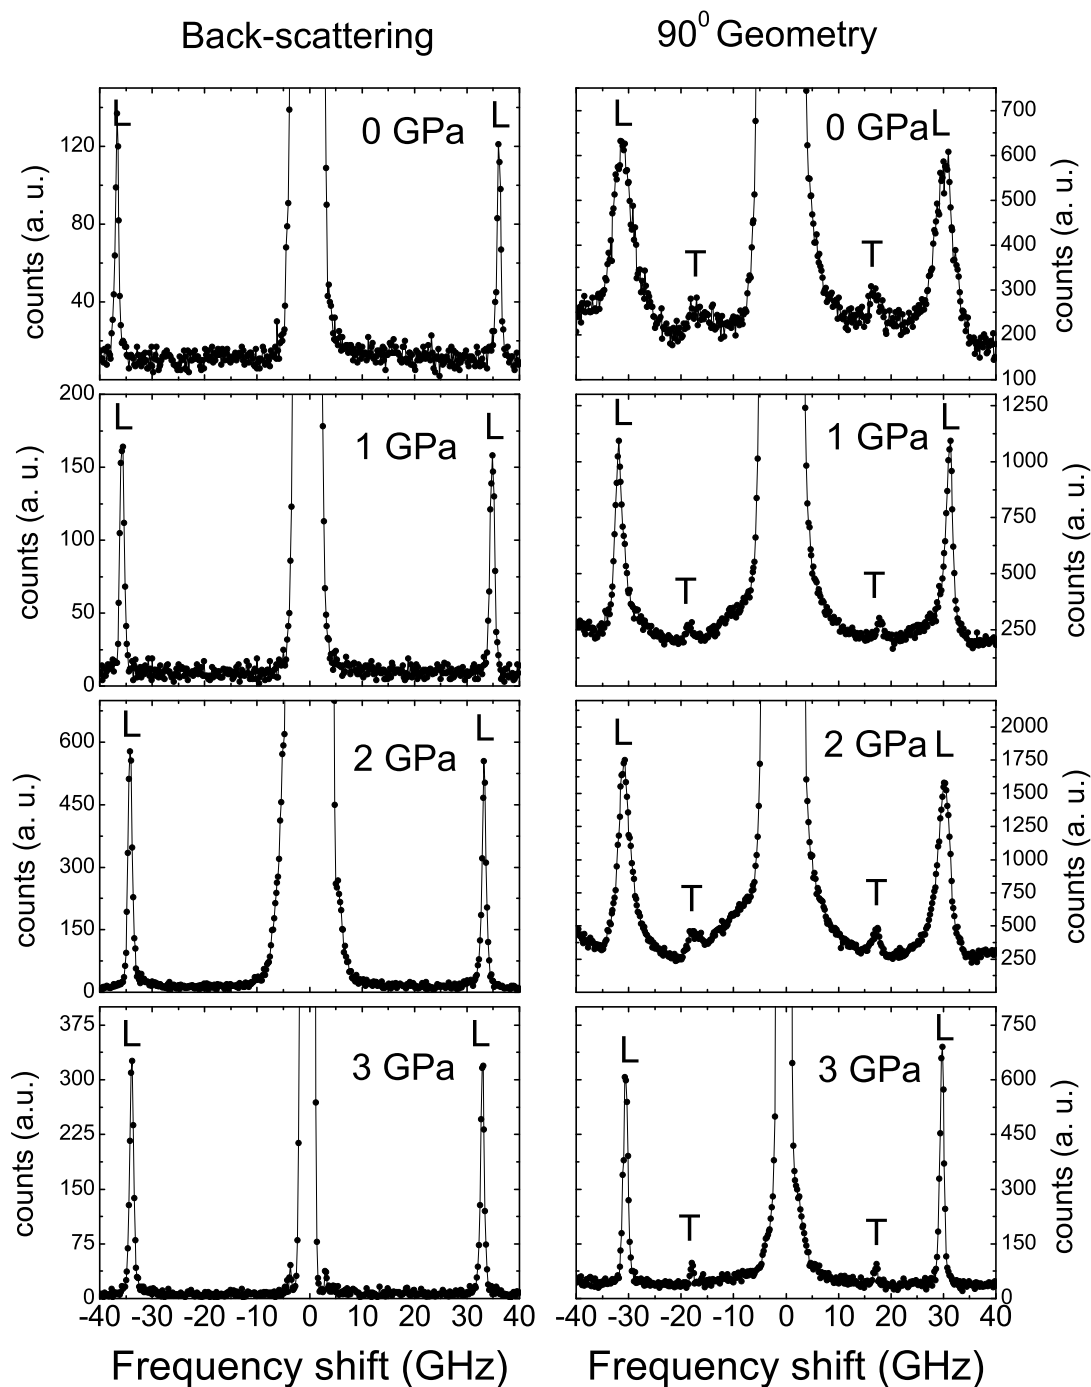 Back-scattering
90⁰ Geometry
L
0 GPa
L
120
80
40
counts (a. u.)
L
0 GPa
L
T
T
700
600
500
400
300
200
100
counts (a. u.)
L
1 GPa
L
200
150
100
50
0
counts (a. u.)
L
1 GPa
L
T
T
1250
1000
750
500
250
counts (a. u.)
L
2 GPa
L
600
450
300
150
0
counts (a. u.)
L
2 GPa
L
T
T
2000
1750
1500
1250
1000
750
500
250
counts (a. u.)
L
3 GPa
L
375
300
225
150
75
0
counts (a.u.)
L
3 GPa
L
T
T
750
600
450
300
150
0
counts (a. u.)
-40 -30 -20 -10 0 10 20 30 40
-40 -30 -20 -10 0 10 20 30 40
Frequency shift (GHz)
Frequency shift (GHz)